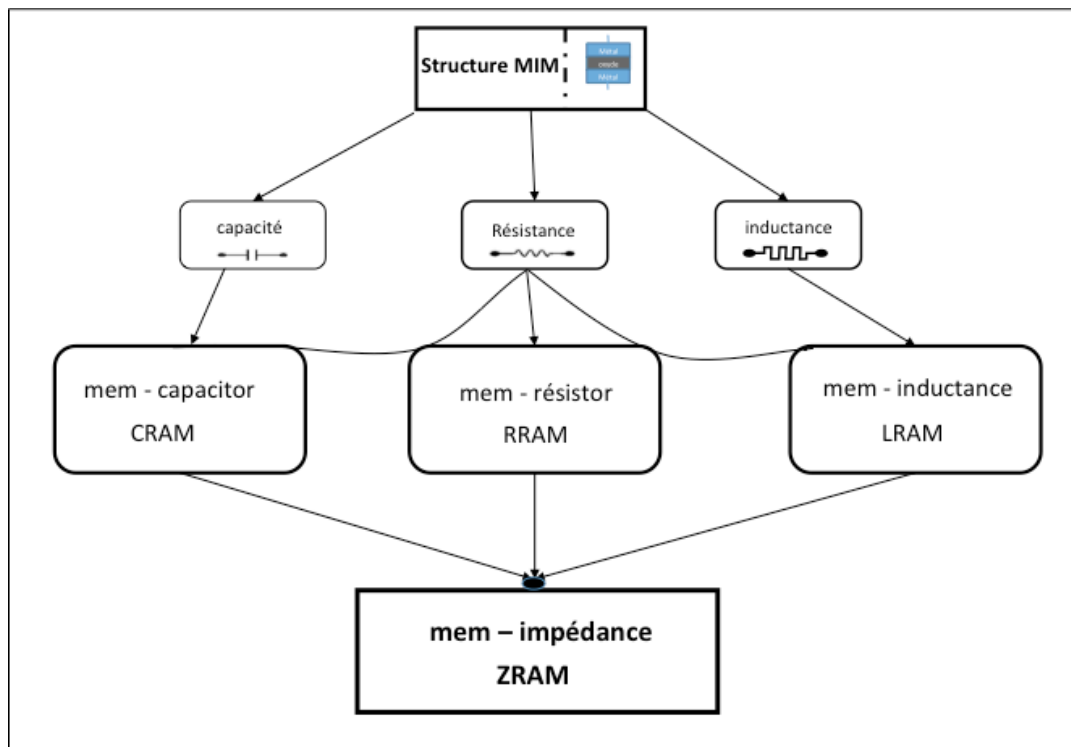 Structure MIM
Métal
oxyde
Métal
capacité
Résistance
inductance
mem - capacitor
CRAM
mem - résistor
RRAM
mem - inductance
LRAM
mem – impédance
ZRAM